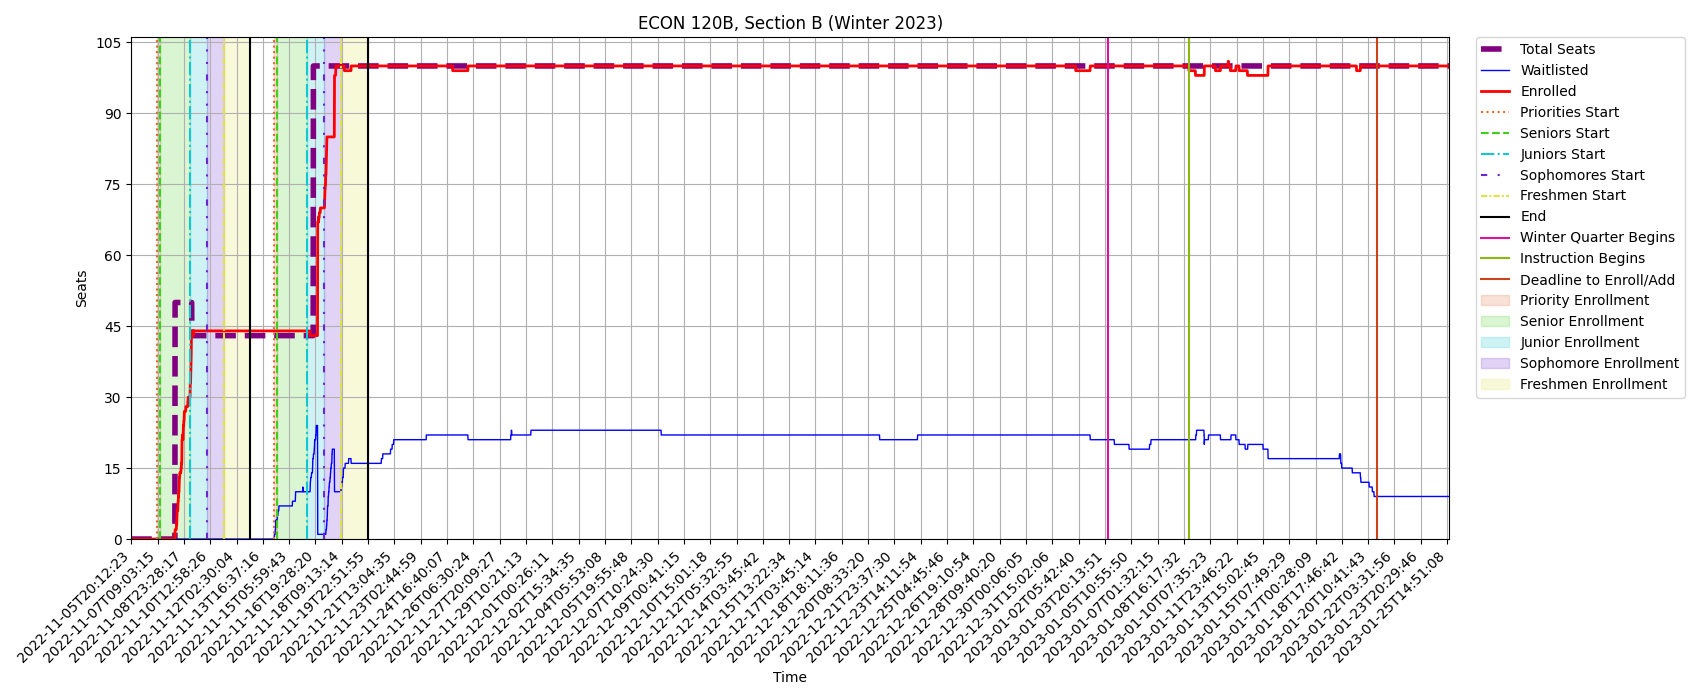 ECON 120B, Section B (Winter 2023)
Seats
105
90
75
60
45
30
15
0
2022-11-05T20:12:23
2022-11-07T09:03:15
2022-11-08T23:28:17
2022-11-10T12:58:26
2022-11-12T02:30:04
2022-11-13T16:37:16
2022-11-15T05:59:43
2022-11-16T19:28:20
2022-11-18T09:13:14
2022-11-19T22:51:55
2022-11-21T13:04:35
2022-11-23T02:44:59
2022-11-24T16:40:07
2022-11-26T06:30:24
2022-11-27T20:09:27
2022-11-29T10:21:13
2022-12-01T00:26:11
2022-12-02T15:34:35
2022-12-04T05:53:08
2022-12-05T19:55:48
2022-12-07T10:24:30
2022-12-09T00:41:15
2022-12-10T15:01:18
2022-12-12T05:32:55
2022-12-14T03:45:42
2022-12-15T13:22:34
2022-12-17T03:45:14
2022-12-18T18:11:36
2022-12-20T08:33:20
2022-12-21T23:37:30
2022-12-23T14:11:54
2022-12-25T04:45:46
2022-12-26T19:10:54
2022-12-28T09:40:20
2022-12-30T00:06:05
2022-12-31T15:02:06
2023-01-02T05:42:40
2023-01-03T20:13:51
2023-01-05T10:55:50
2023-01-07T01:32:15
2023-01-08T16:17:32
2023-01-10T07:35:23
2023-01-11T23:46:22
2023-01-13T15:02:45
2023-01-15T07:49:29
2023-01-17T00:28:09
2023-01-18T17:46:42
2023-01-20T10:41:43
2023-01-22T03:31:56
2023-01-23T20:29:46
2023-01-25T14:51:08
Time
Total Seats
Waitlisted
Enrolled
Priorities Start
Seniors Start
Juniors Start
Sophomores Start
Freshmen Start
End
Winter Quarter Begins
Instruction Begins
Deadline to Enroll/Add
Priority Enrollment
Senior Enrollment
Junior Enrollment
Sophomore Enrollment
Freshmen Enrollment